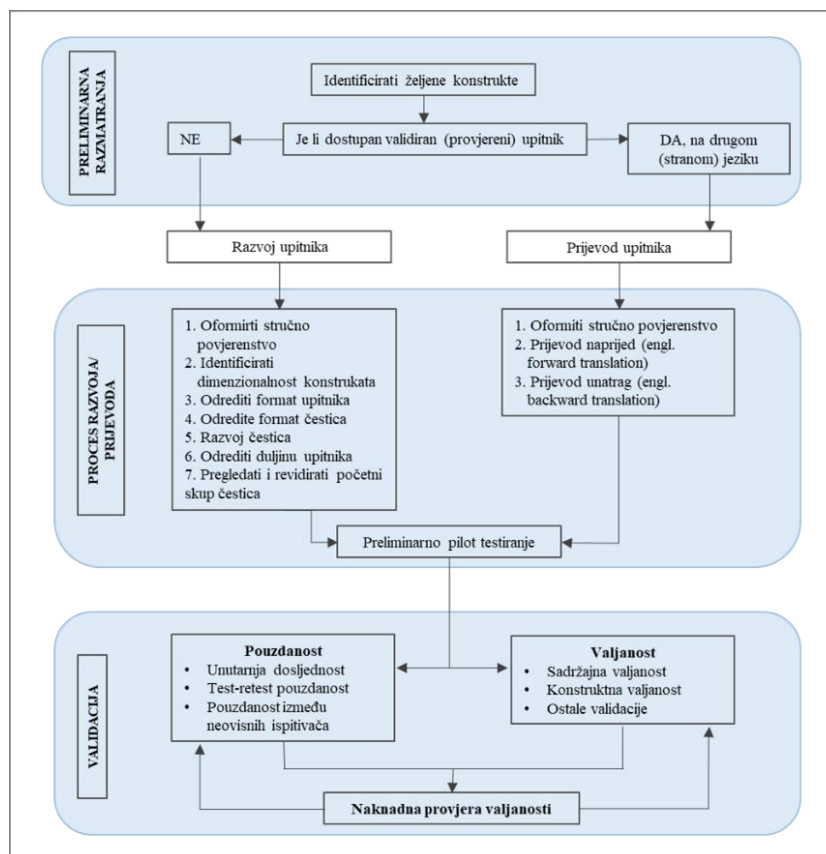 PRELIMINARNA
RAZMATRANJA
Identificirati željene konstrukte
NE
Je li dostupan validiran (provjereni) upitnik
DA, na drugom
(stranom) jeziku
Razvoj upitnika
Prijevod upitnika
PROCES RAZVOJA/
PRIJEVODA
1. Oformirti stručno
povjerenstvo
2. Identificirati
dimenzionalnost konstrukata
3. Odrediti format upitnika
4. Odredite format čestica
5. Razvoj čestica
6. Odrediti duljinu upitnika
7. Pregledati i revidirati početni
skup čestica
1. Oformiti stručno povjerenstvo
2. Prijevod naprijed (engl.
forward translation)
3. Prijevod unatrag (engl.
backward translation)
Preliminarno pilot testiranje
VALIDACIJA
Pouzdanost
• Unutarnja dosljednost
• Test-retest pouzdanost
• Pouzdanost između
neovisnih ispitivača
Valjanost
• Sadržajna valjanost
• Konstruktna valjanost
• Ostale validacije
Naknadna provjera valjanosti